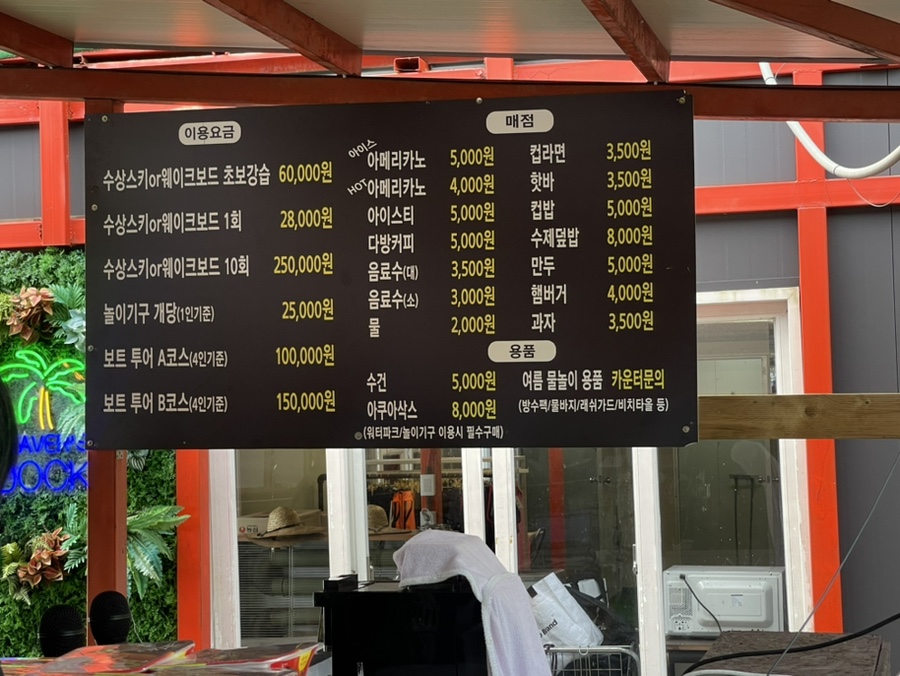 이용요금
수상스키or웨이크보드 초보강습 60,000원
수상스키or웨이크보드 1회 28,000원
수상스키or웨이크보드 10회 250,000원
놀이기구 개당(1인기준) 25,000원
보트 투어 A코스(4인기준) 100,000원
보트 투어 B코스(4인기준) 150,000원
매점
아이스 아메리카노 5,000원
HOT 아메리카노 4,000원
아이스티 5,000원
다방커피 5,000원
음료수(대) 3,500원
음료수(소) 3,000원
물 2,000원
컵라면 3,500원
핫바 3,500원
컵밥 5,000원
수제덮밥 8,000원
만두 5,000원
햄버거 4,000원
과자 3,500원
용품
수건 5,000원
아쿠아삭스 8,000원
(워터파크/놀이기구 이용시 필수구매)
여름 물놀이 용품 카운터문의
(방수팩/물바지/래쉬가드/비치타올 등)